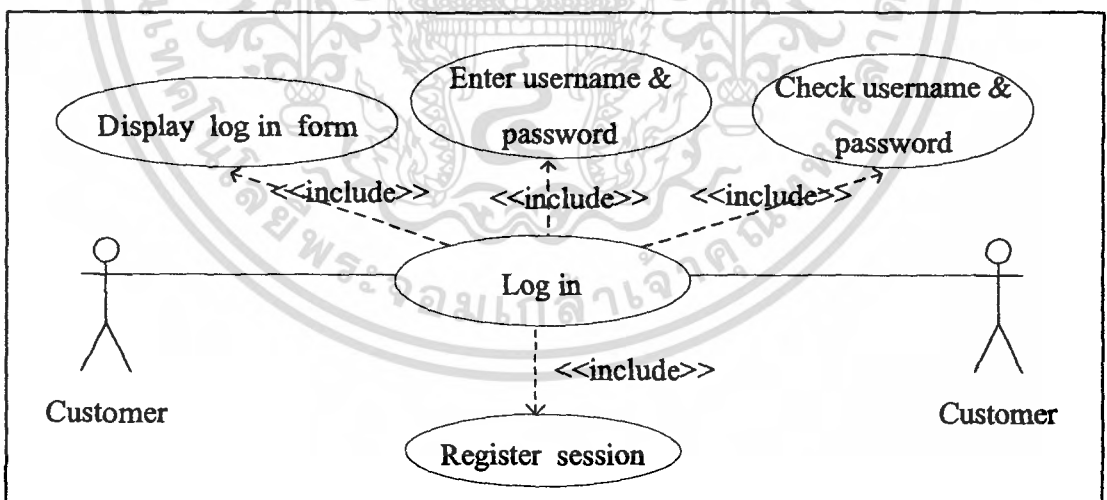 Enter username &
password
Check username &
password
Display log in form
<<include>>
<<include>>
<<include>>
Log in
<<include>>
Customer
Customer
Register session